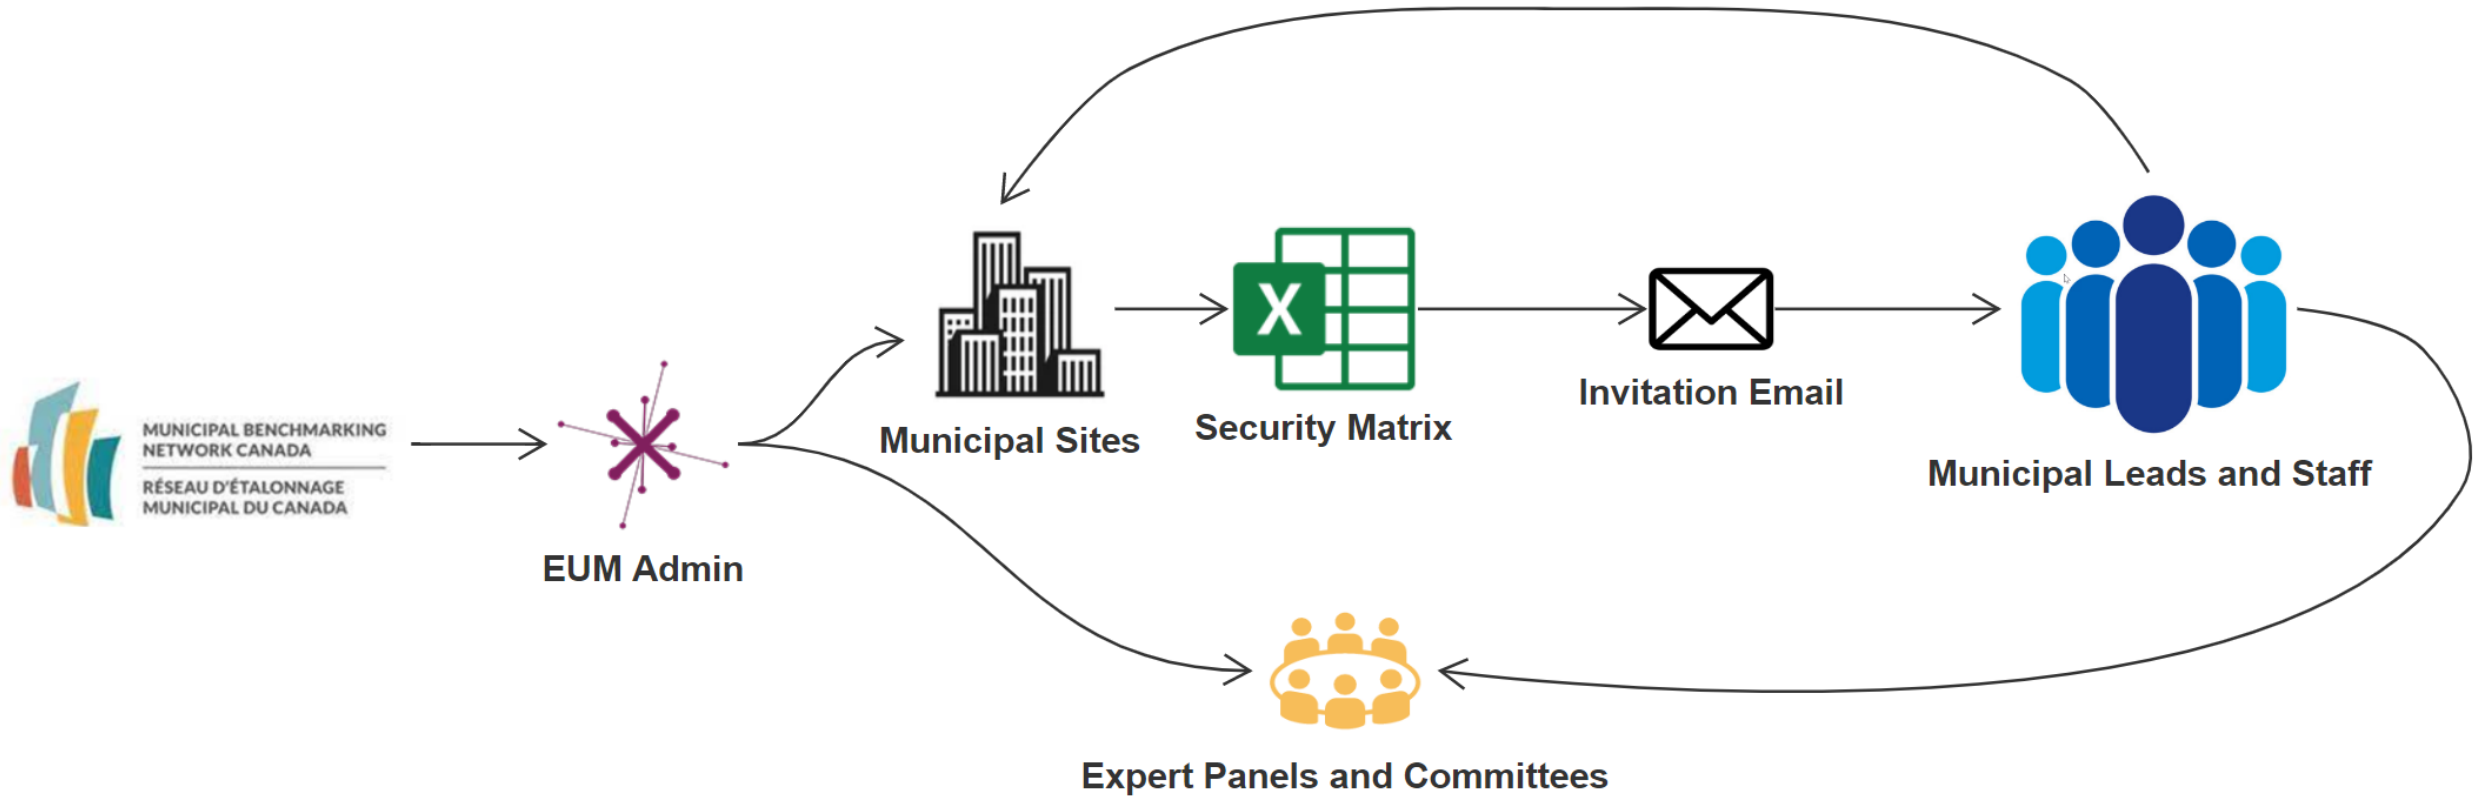 MUNICIPAL BENCHMARKING
NETWORK CANADA
RÉSEAU D'ÉTALONNAGE
MUNICIPAL DU CANADA
EUM Admin
Municipal Sites
X
Security Matrix
Invitation Email
Municipal Leads and Staff
Expert Panels and Committees